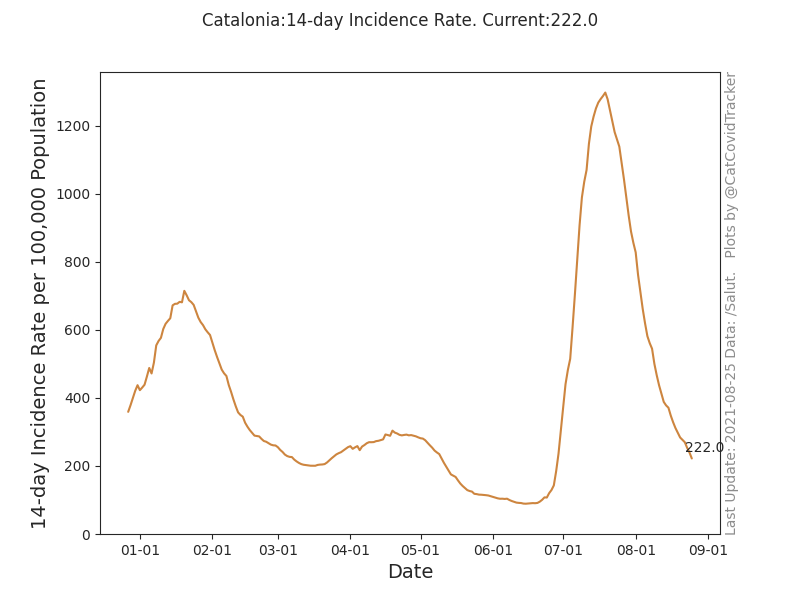 Catalonia:14-day Incidence Rate. Current:222.0
14-day Incidence Rate per 100,000 Population
1200
1000
800
600
400
200
0
222.0
01-01 02-01 03-01 04-01 05-01 06-01 07-01 08-01 09-01
Date
Last Update: 2021-08-25 Data: /Salut. Plots by @CatCovidTracker